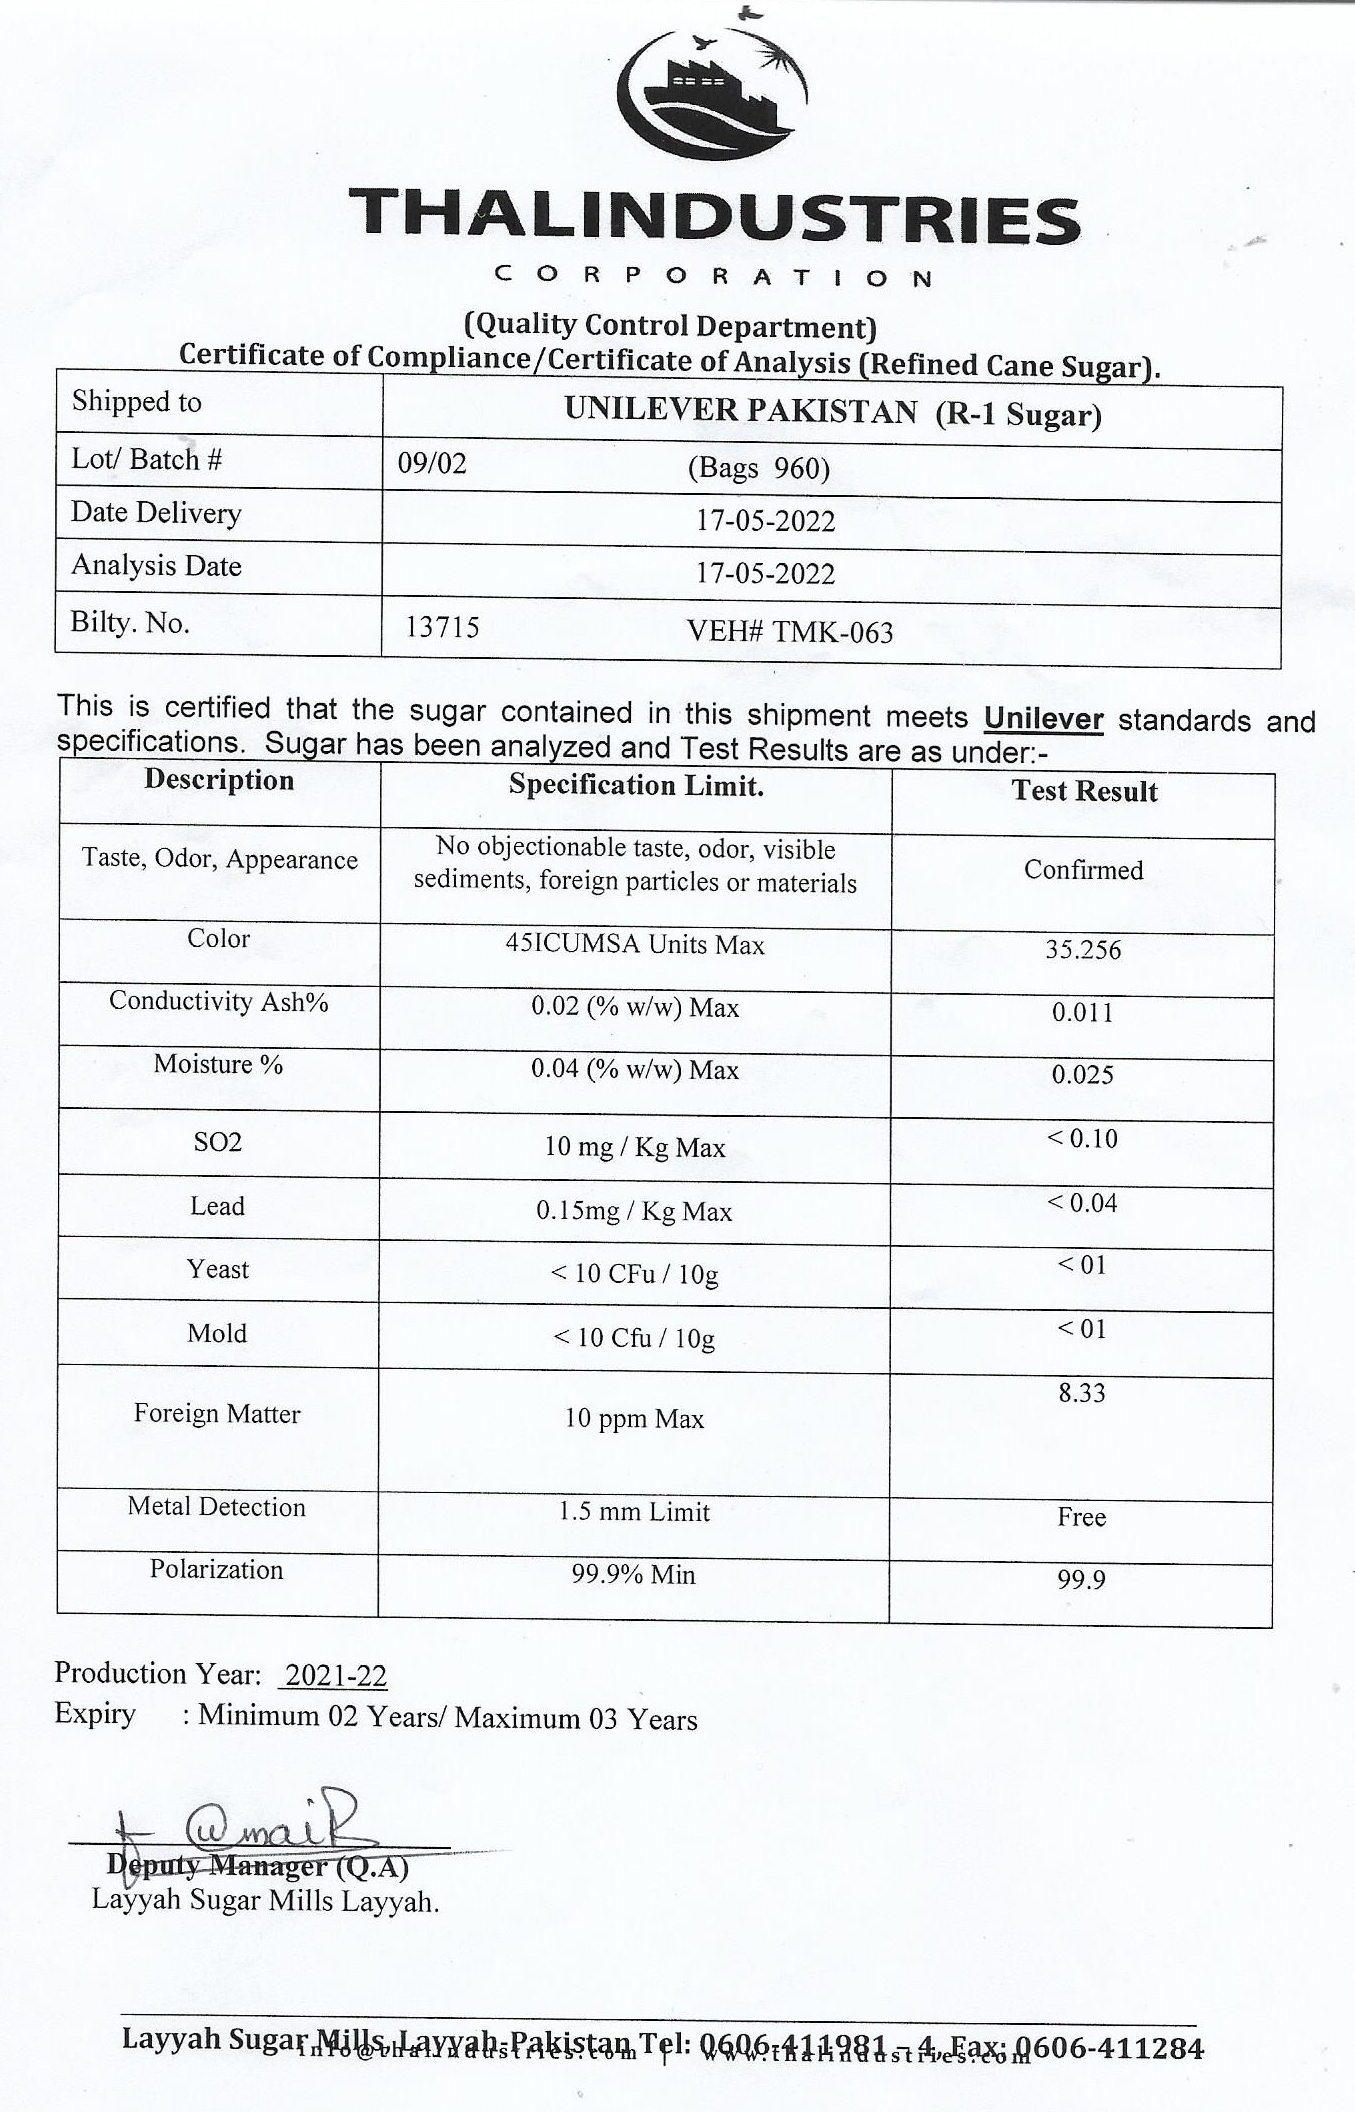 THALINDUSTRIES
CORPORATION
(Quality Control Department)
Certificate of Compliance/Certificate of Analysis (Refined Cane Sugar).
Shipped to UNILEVER PAKISTAN (R-1 Sugar)
Lot/ Batch # 09/02 (Bags 960)
Date Delivery 17-05-2022
Analysis Date 17-05-2022
Bilty. No. 13715 VEH# TMK-063
This is certified that the sugar contained in this shipment meets Unilever standards and
specifications. Sugar has been analyzed and Test Results are as under:-
Description Specification Limit. Test Result
Taste, Odor, Appearance No objectionable taste, odor, visible
sediments, foreign particles or materials Confirmed
Color 45ICUMSA Units Max 35.256
Conductivity Ash% 0.02 (% w/w) Max 0.011
Moisture % 0.04 (% w/w) Max 0.025
SO2 10 mg / Kg Max < 0.10
Lead 0.15mg / Kg Max < 0.04
Yeast < 10 CFu / 10g < 01
Mold < 10 Cfu / 10g < 01
Foreign Matter 10 ppm Max 8.33
Metal Detection 1.5 mm Limit Free
Polarization 99.9% Min 99.9
Production Year: 2021-22
Expiry : Minimum 02 Years/ Maximum 03 Years
Deputy Manager (Q.A)
Layyah Sugar Mills Layyah.
Layyah Sugar Mills, Layyah-Pakistan Tel: 0606-411981 – 4, Fax: 0606-411284
info@thalindustries.com | www.thalindustries.com